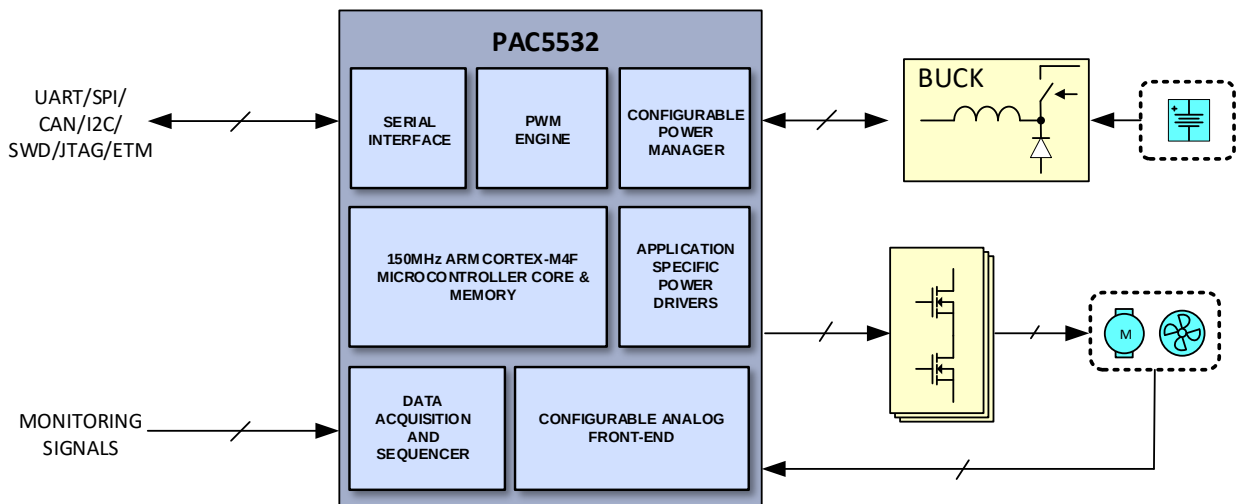 PAC5532
UART/SPI/
CAN/I2C/
SWD/JTAG/ETM
SERIAL
INTERFACE
PWM
ENGINE
CONFIGURABLE
POWER
MANAGER
BUCK
+
150MHz ARM CORTEX-M4F
MICROCONTROLLER CORE &
MEMORY
APPLICATION
SPECIFIC
POWER
DRIVERS
M
MONITORING
SIGNALS
DATA
ACQUISITION
AND
SEQUENCER
CONFIGURABLE ANALOG
FRONT-END